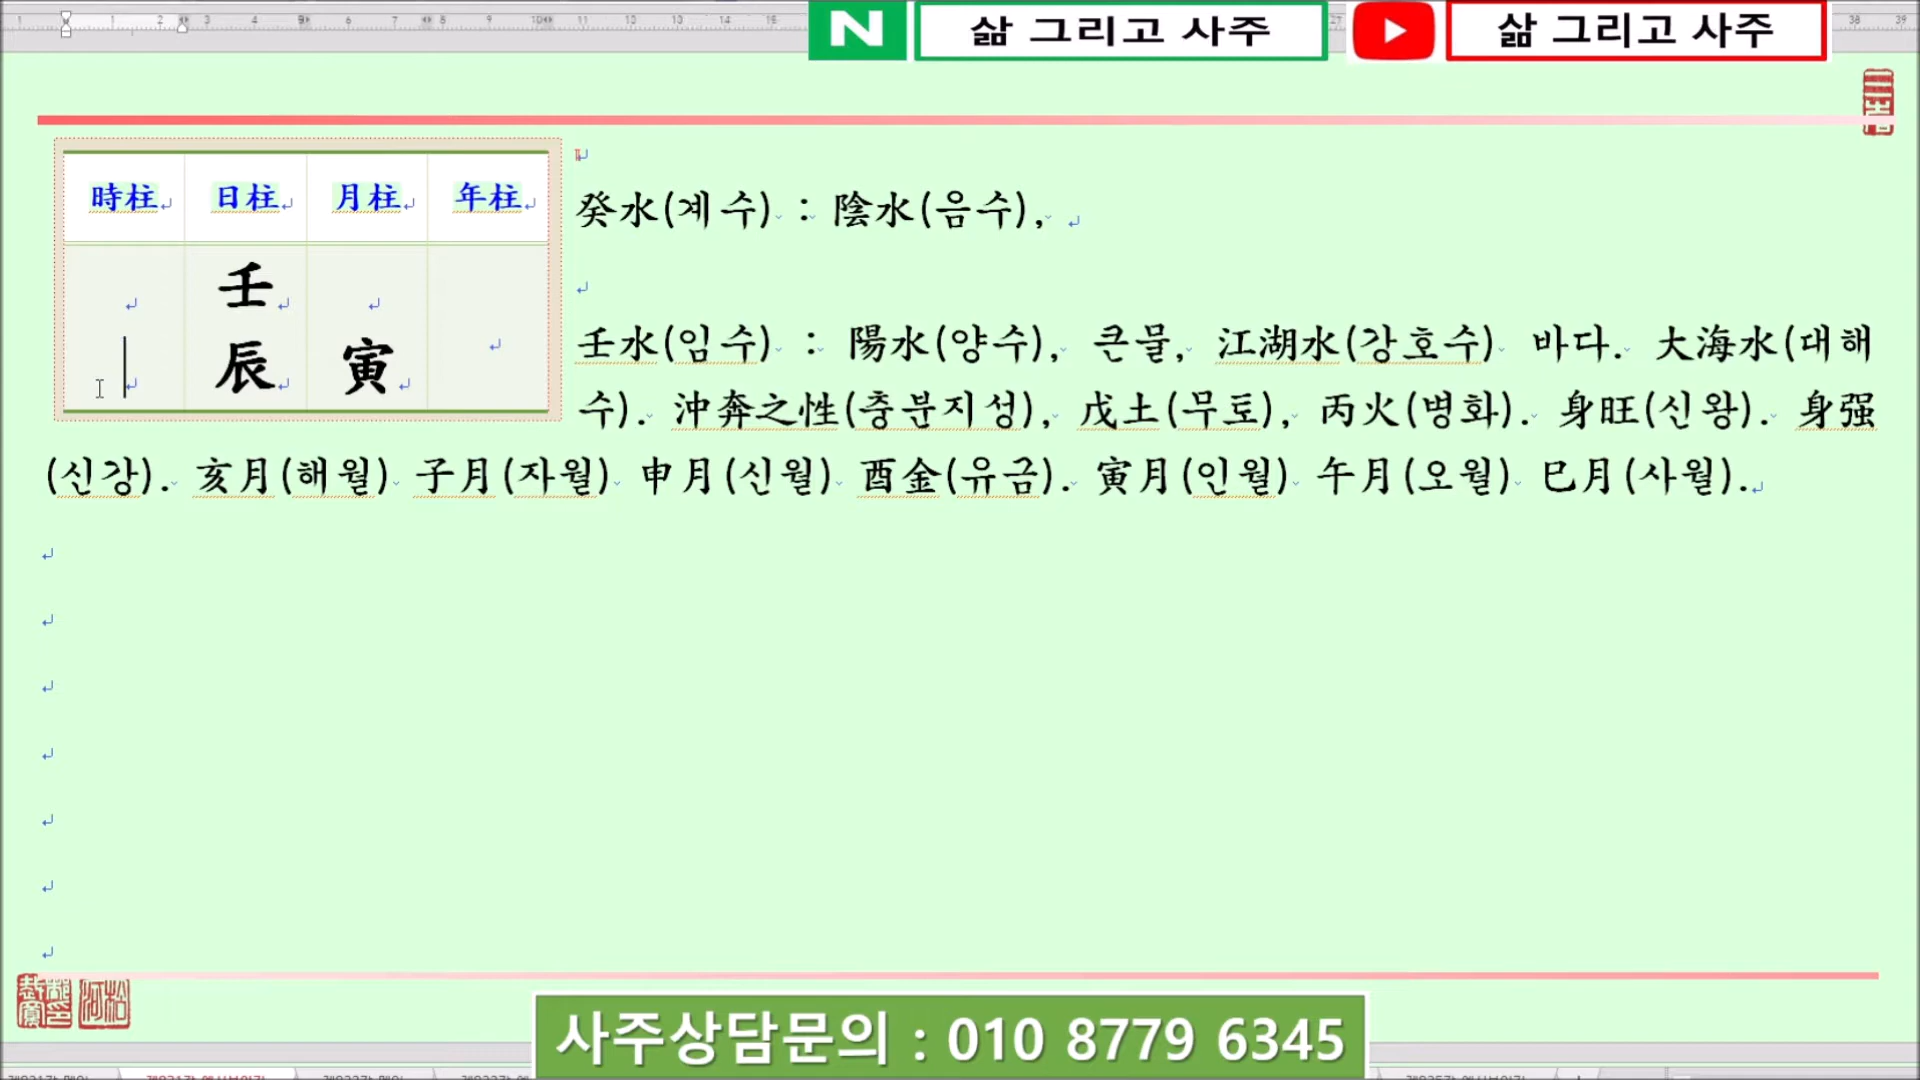 N 삶 그리고 사주 삶 그리고 사주
時柱 日柱 月柱 年柱
壬
辰 寅
癸水(계수) : 陰水(음수),
壬水(임수) : 陽水(양수), 큰물, 江湖水(강호수) 바다. 大海水(대해
수). 沖奔之性(충분지성), 戊土(무토), 丙火(병화). 身旺(신왕). 身强
(신강). 亥月(해월) 子月(자월) 申月(신월) 酉金(유금). 寅月(인월) 午月(오월) 巳月(사월).
사주상담문의 : 010 8779 6345